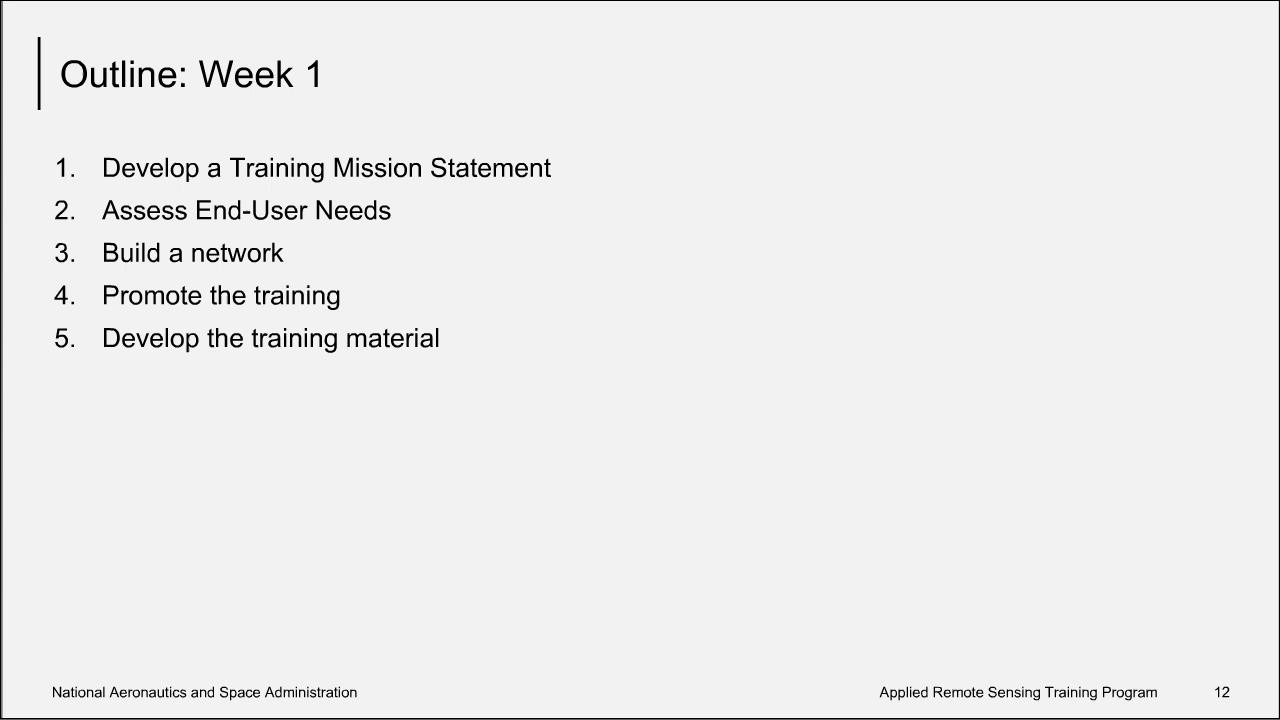 Outline: Week 1
1. Develop a Training Mission Statement
2. Assess End-User Needs
3. Build a network
4. Promote the training
5. Develop the training material
National Aeronautics and Space Administration
Applied Remote Sensing Training Program
12